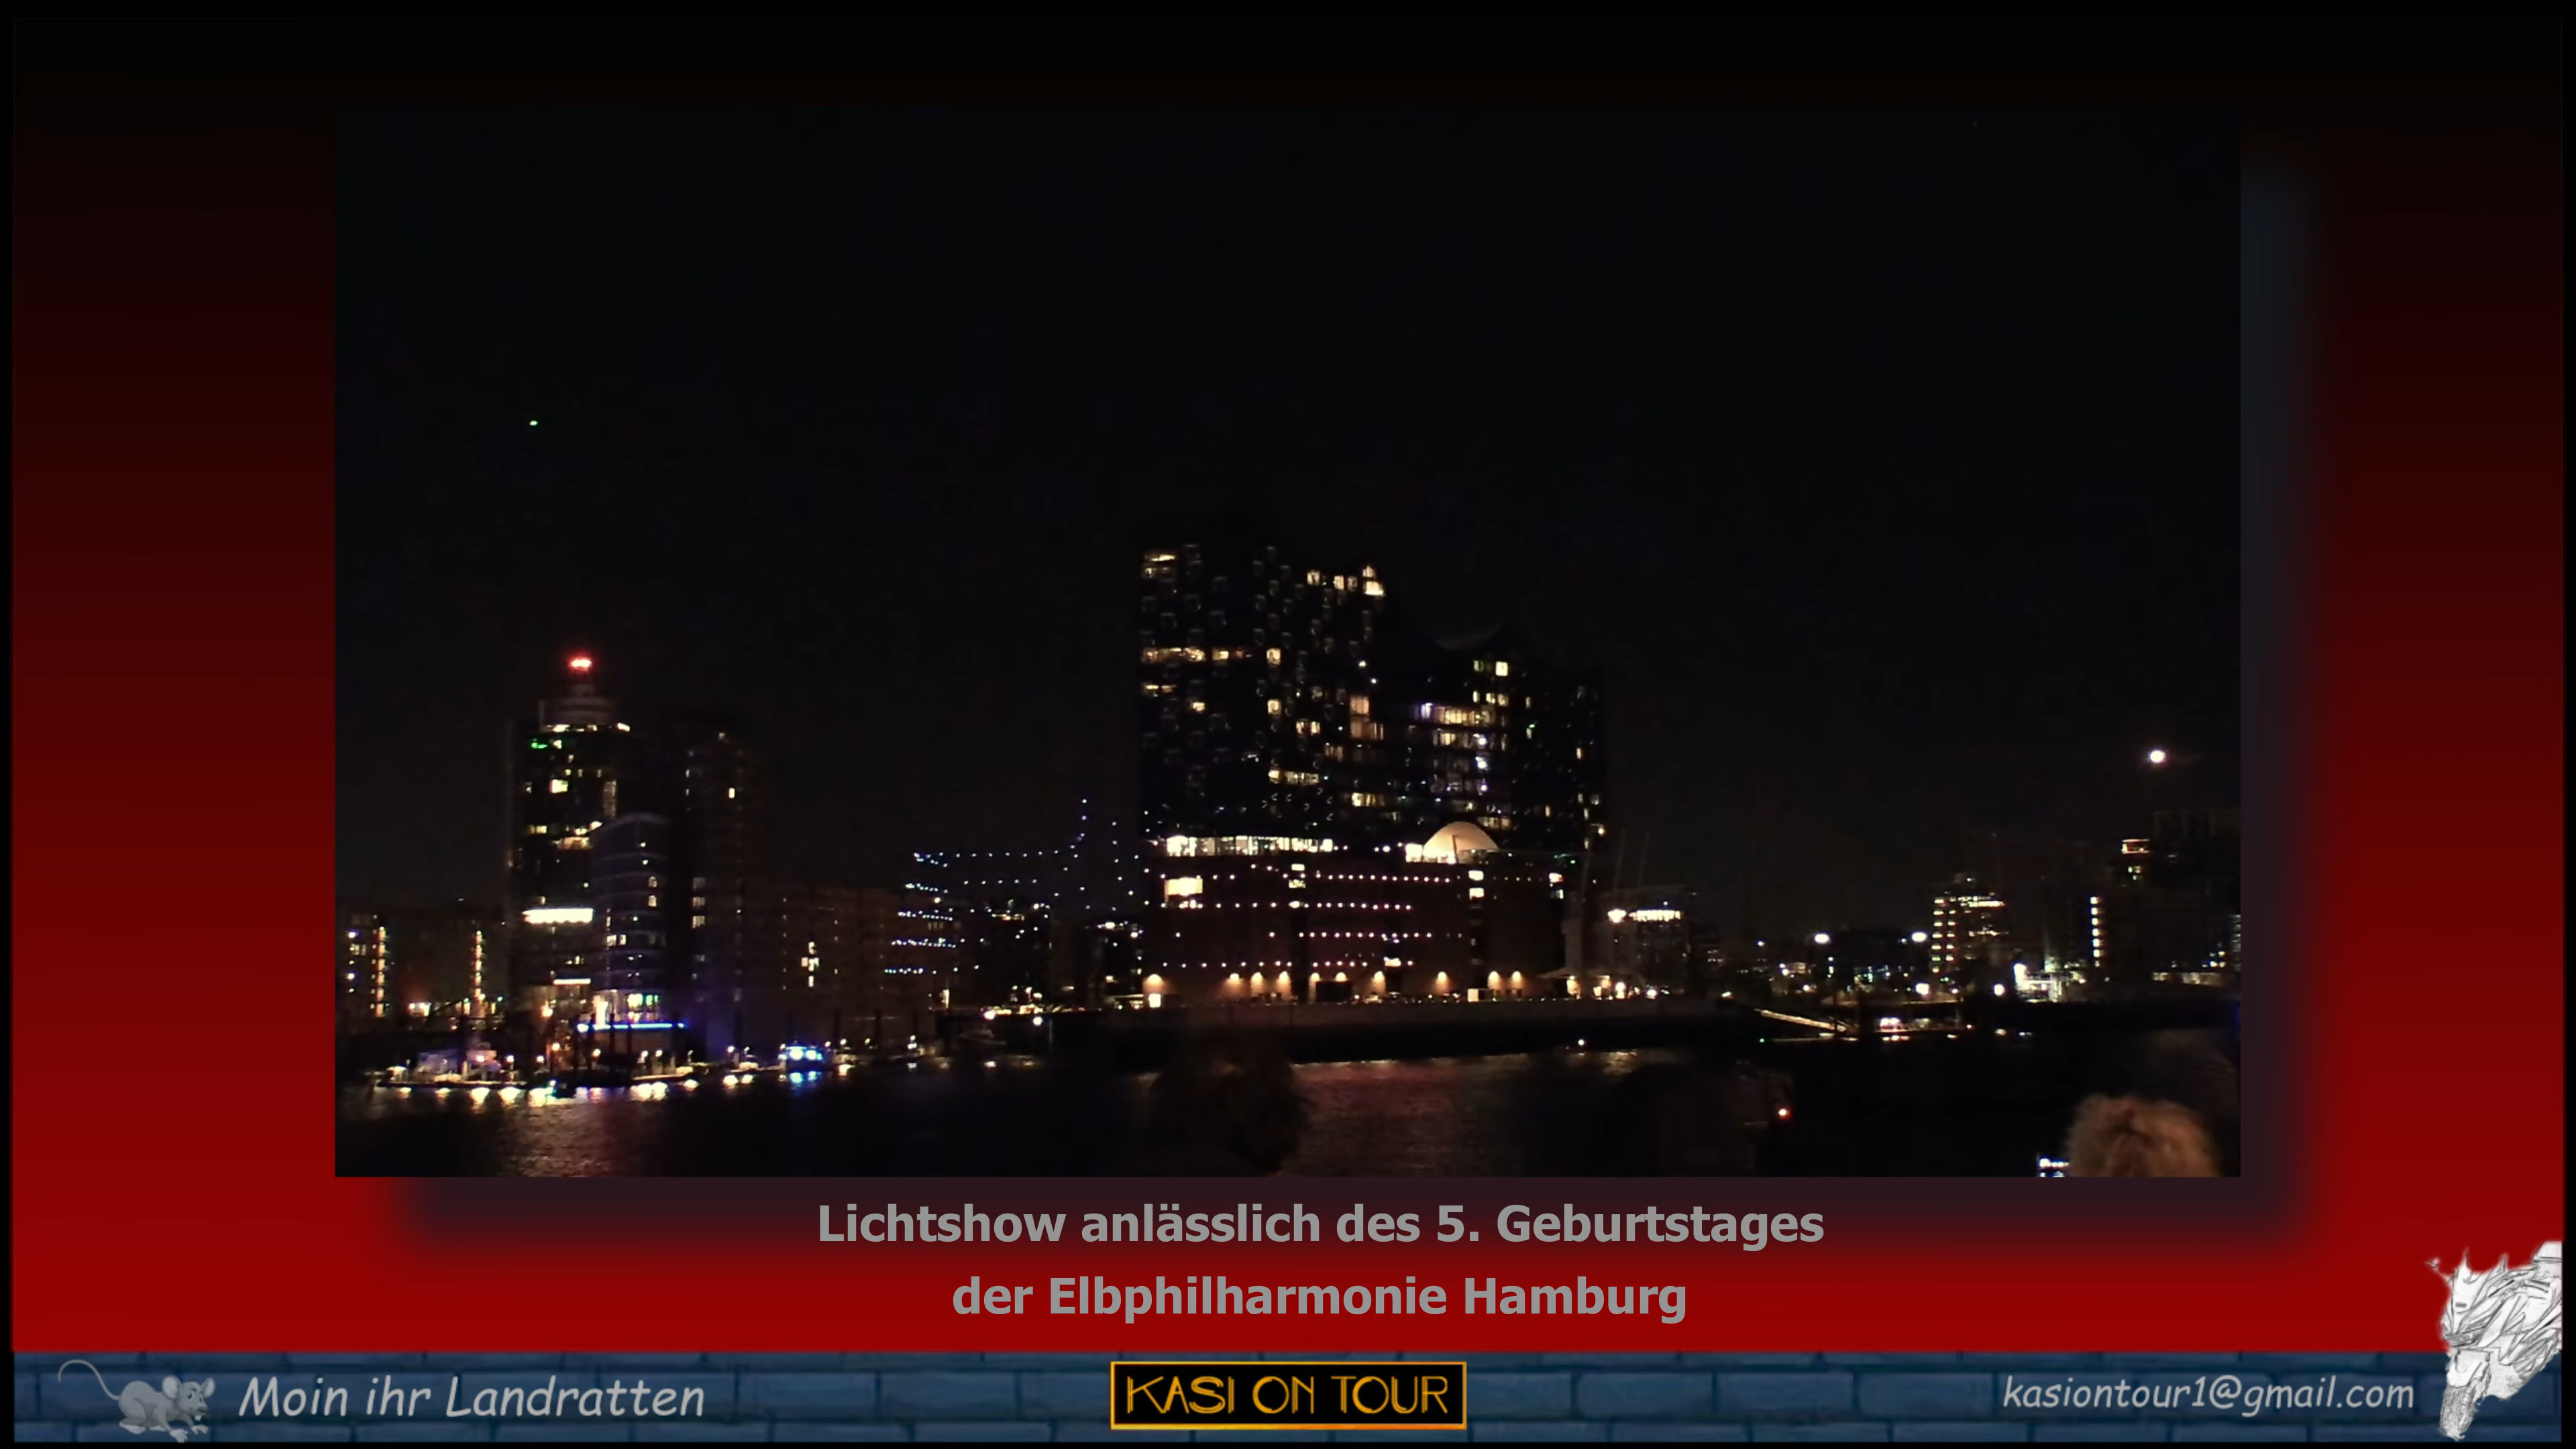 Lichtshow anlässlich des 5. Geburtstages
der Elbphilharmonie Hamburg
Moin ihr Landratten
KASI ON TOUR
kasiontour1@gmail.com